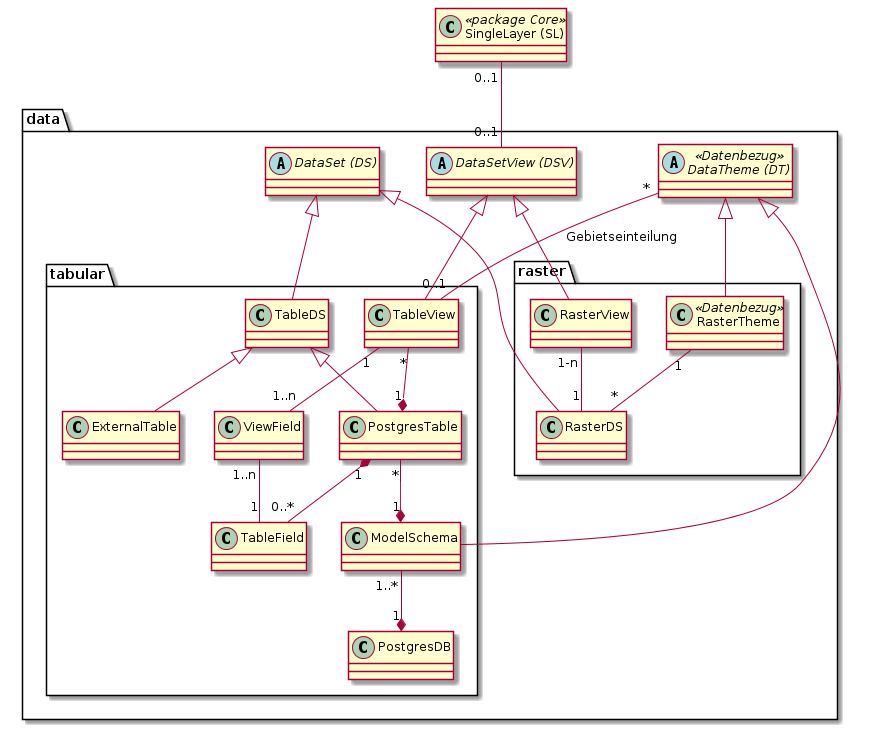 C «package Core»
SingleLayer (SL)
0..1
data
0..1
A DataSet (DS)
A DataSetView (DSV)
A «Datenbezug»
DataTheme (DT)
*
Gebietseinteilung
tabular
raster
0..1
C TableDS
C TableView
C RasterView
C «Datenbezug»
RasterTheme
1
*
1-n
1
1..n
1
1
*
C ExternalTable
C ViewField
C PostgresTable
C RasterDS
1..n
1
*
1
0..*
1
C TableField
C ModelSchema
1..*
1
C PostgresDB